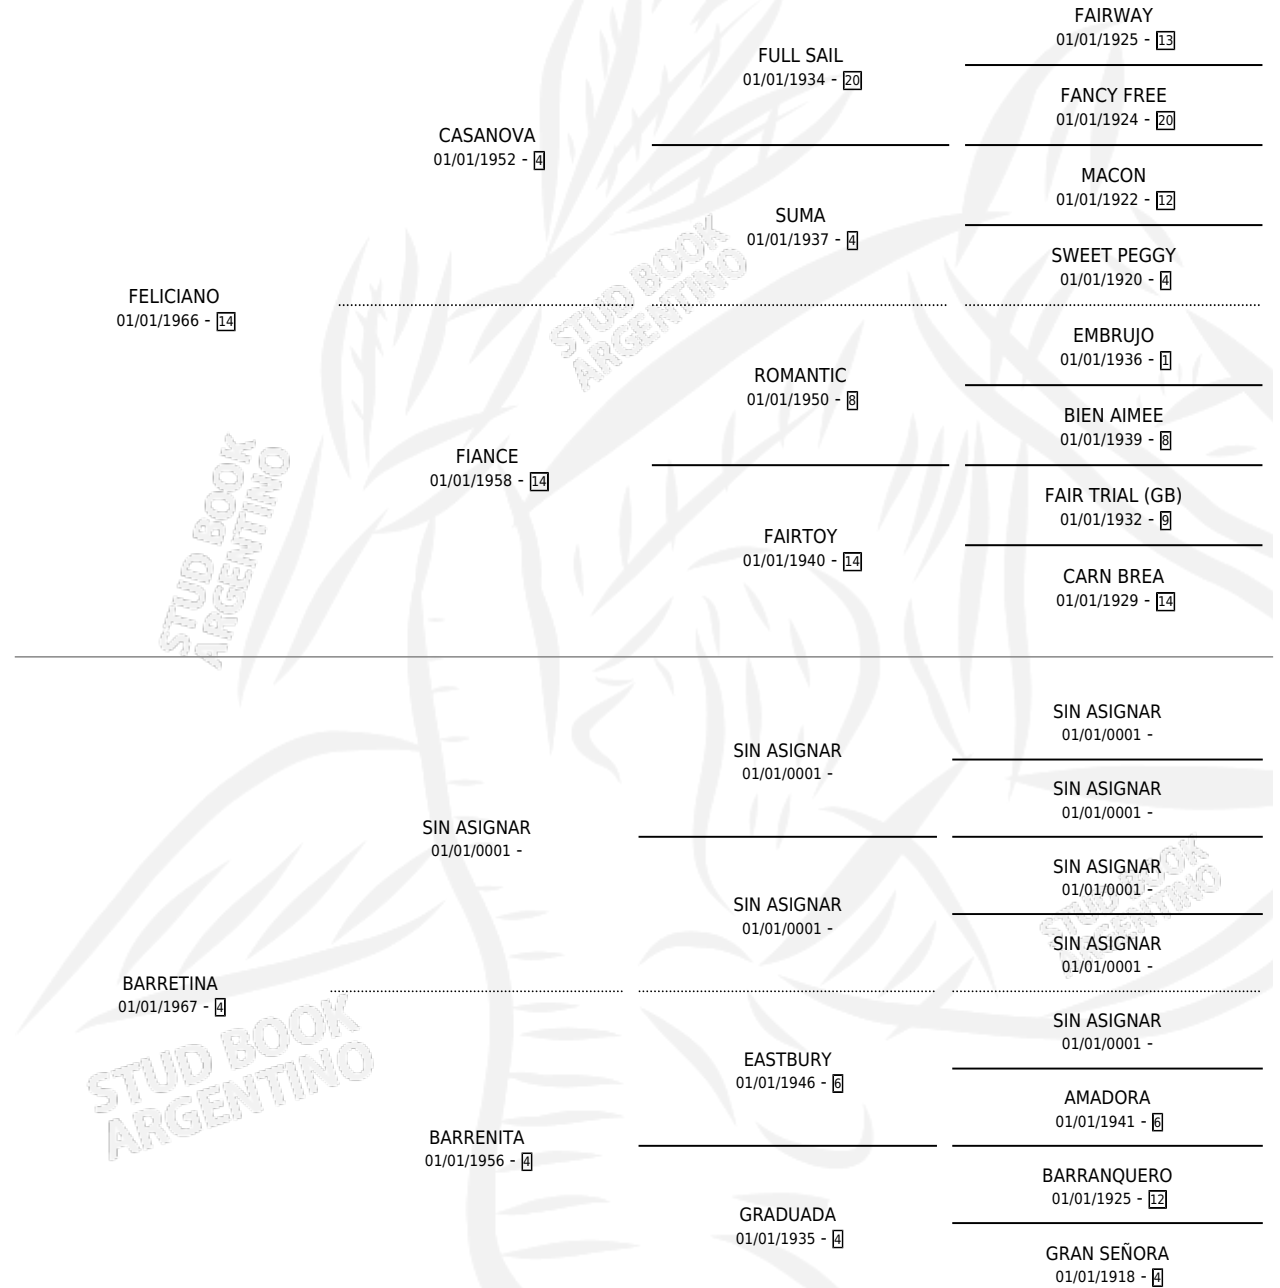 FAIRWAY
01/01/1925 - 13
FULL SAIL
01/01/1934 - 20
FANCY FREE
01/01/1924 - 20
CASANOVA
01/01/1952 - 4
MACON
01/01/1922 - 12
SUMA
01/01/1937 - 4
SWEET PEGGY
01/01/1920 - 4
FELICIANO
01/01/1966 - 14
EMBRUJO
01/01/1936 - 1
ROMANTIC
01/01/1950 - 8
BIEN AIMEE
01/01/1939 - 8
FIANCE
01/01/1958 - 14
FAIR TRIAL (GB)
01/01/1932 - 9
FAIRTOY
01/01/1940 - 14
CARN BREA
01/01/1929 - 14
STUD BOOK
ARGENTINO
STUD BOOK
ARGENTINO
SIN ASIGNAR
01/01/0001 -
SIN ASIGNAR
01/01/0001 -
SIN ASIGNAR
01/01/0001 -
SIN ASIGNAR
01/01/0001 -
SIN ASIGNAR
01/01/0001 -
SIN ASIGNAR
01/01/0001 -
SIN ASIGNAR
01/01/0001 -
BARRETINA
01/01/1967 - 4
SIN ASIGNAR
01/01/0001 -
EASTBURY
01/01/1946 - 6
AMADORA
01/01/1941 - 6
BARRENITA
01/01/1956 - 4
BARRANQUERO
01/01/1925 - 12
GRADUADA
01/01/1935 - 4
GRAN SEÑORA
01/01/1918 - 4
STUD BOOK
ARGENTINO
STUD BOOK
ARGENTINO